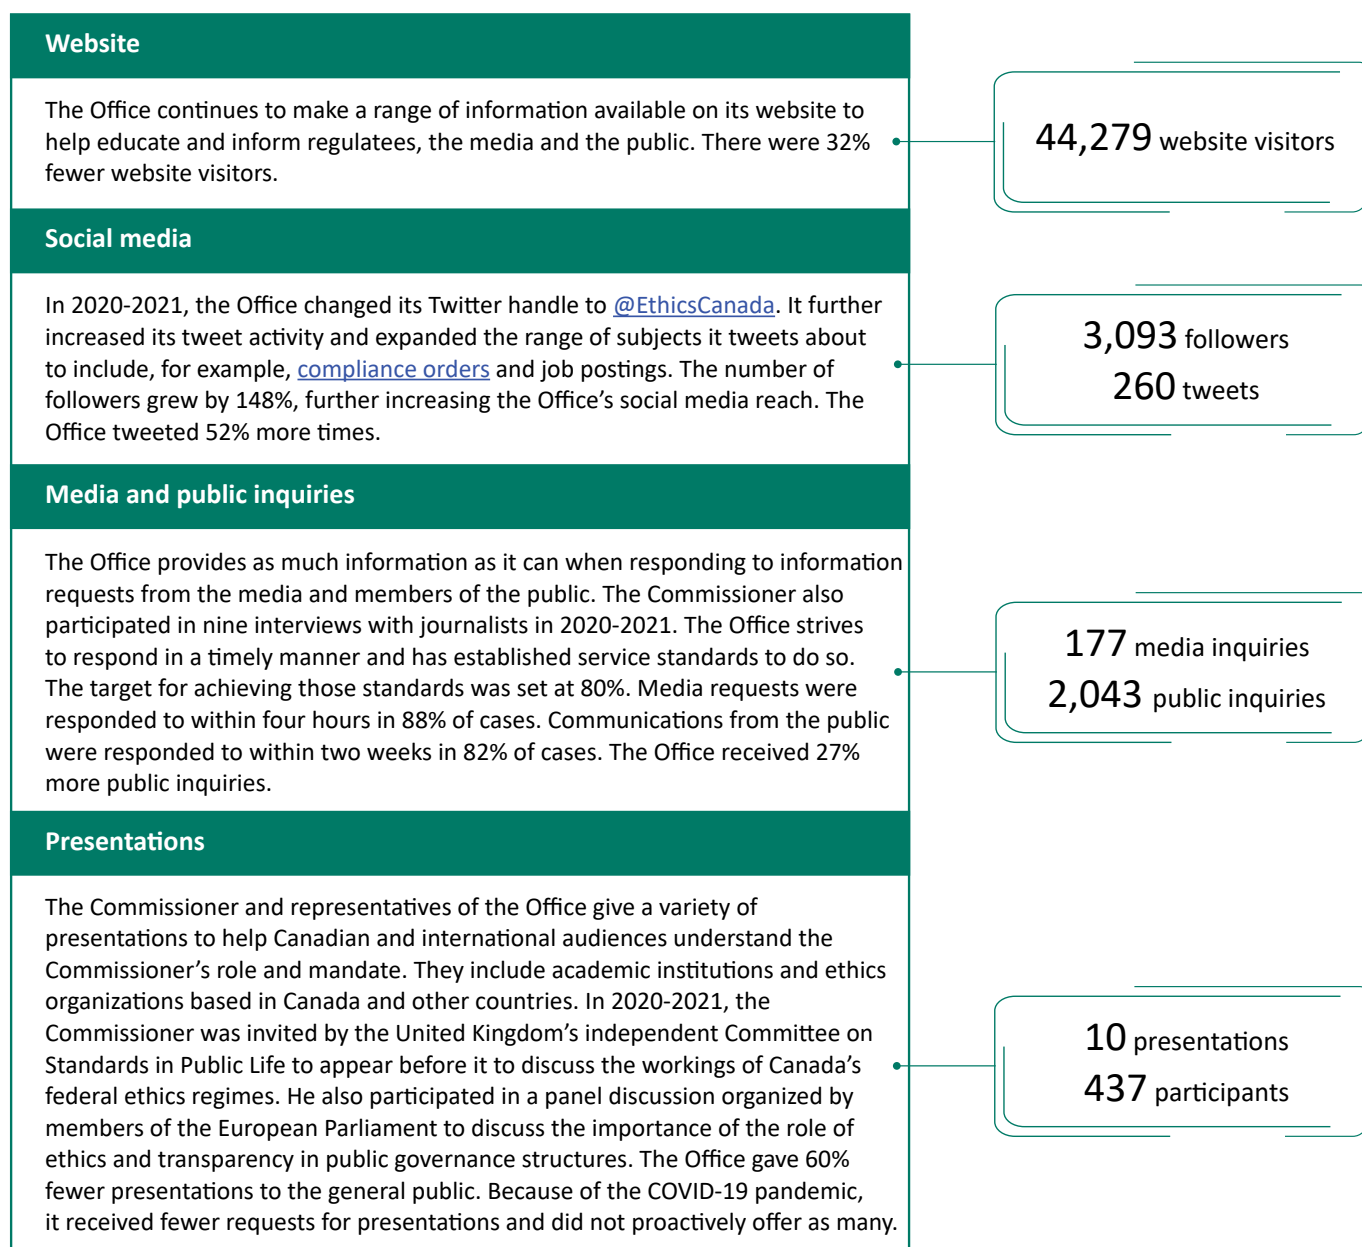 Website
The Office continues to make a range of information available on its website to
help educate and inform regulatees, the media and the public. There were 32%
fewer website visitors.
44,279 website visitors
Social media
In 2020-2021, the Office changed its Twitter handle to @EthicsCanada. It further
increased its tweet activity and expanded the range of subjects it tweets about
to include, for example, compliance orders and job postings. The number of
followers grew by 148%, further increasing the Office’s social media reach. The
Office tweeted 52% more times.
3,093 followers
260 tweets
Media and public inquiries
The Office provides as much information as it can when responding to information
requests from the media and members of the public. The Commissioner also
participated in nine interviews with journalists in 2020-2021. The Office strives
to respond in a timely manner and has established service standards to do so.
The target for achieving those standards was set at 80%. Media requests were
responded to within four hours in 88% of cases. Communications from the public
were responded to within two weeks in 82% of cases. The Office received 27%
more public inquiries.
177 media inquiries
2,043 public inquiries
Presentations
The Commissioner and representatives of the Office give a variety of
presentations to help Canadian and international audiences understand the
Commissioner’s role and mandate. They include academic institutions and ethics
organizations based in Canada and other countries. In 2020-2021, the
Commissioner was invited by the United Kingdom’s independent Committee on
Standards in Public Life to appear before it to discuss the workings of Canada’s
federal ethics regimes. He also participated in a panel discussion organized by
members of the European Parliament to discuss the importance of the role of
ethics and transparency in public governance structures. The Office gave 60%
fewer presentations to the general public. Because of the COVID-19 pandemic,
it received fewer requests for presentations and did not proactively offer as many.
10 presentations
437 participants